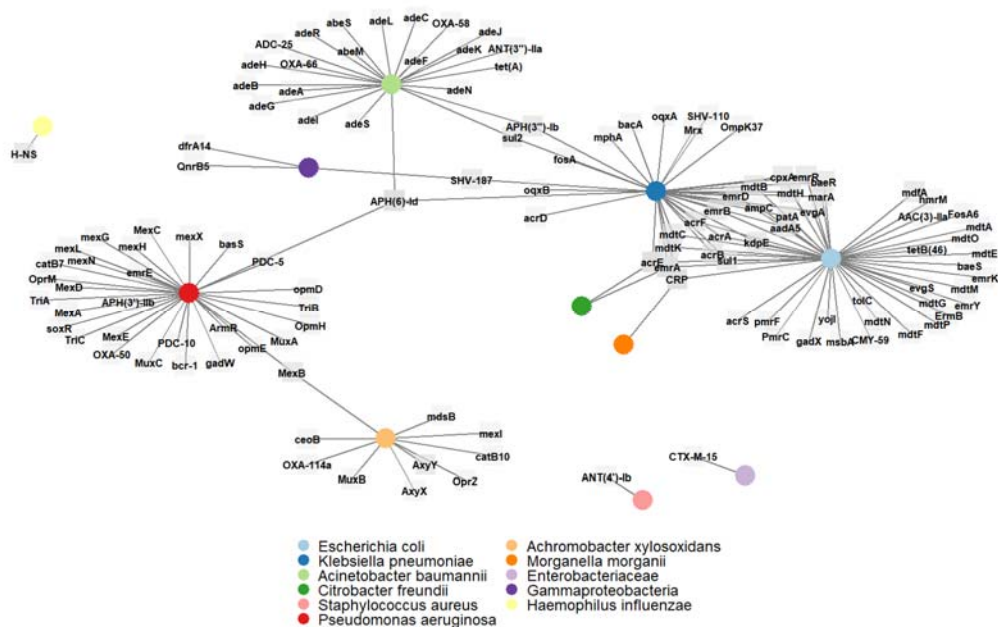 adeL
adeC
abeS
OXA-58
adeR
adeJ
ADC-25
abeM
adeK
ANT(3")-IIa
adeH
OXA-66
adeF
tet(A)
adeB
adeA
adeN
adeG
adeI
adeS
H-NS
dfrA14
QnrB5
APH(3")-Ib
sul2
fosA
SHV-187
APH(6)-Id
oqxB
acrD
mphA
bacA
oqxA
SHV-110
Mrx
OmpK37
cpxA
emrR
baeR
mdtB
mdtH
marA
emrD
ampC
evgA
emrB
patA
aadA5
acrF
mdtC
acrA
kdpE
mdtK
acrB
sul1
acrE
emrA
CRP
mdfA
nmrM
AAC(3)-IIa
FosA6
mdtA
mdtO
tetB(46)
mdtE
baeS
emrK
evgS
mdtM
tolC
mdtG
emrY
ErmB
acrS
pmrF
yojI
mdtN
mdtP
PmrC
mdtF
gadX
msbA
CMY-59
MexC
mexG
mexX
mexH
basS
mexL
mexN
PDC-5
catB7
emrE
OprM
MexD
opmD
TriA
APH(3')-IIb
TriB
MexA
soxR
ArmR
OpmH
TriC
MexE
PDC-10
MuxA
OXA-50
opmE
MuxC
bcr-1
gadW
MexB
mdsB
ceoB
mexI
OXA-114a
AxyY
catB10
MuxB
OprZ
AxyX
CTX-M-15
ANT(4')-Ib
Escherichia coli
Klebsiella pneumoniae
Acinetobacter baumannii
Citrobacter freundii
Staphylococcus aureus
Pseudomonas aeruginosa
Achromobacter xylosoxidans
Morganella morganii
Enterobacteriaceae
Gammaproteobacteria
Haemophilus influenzae